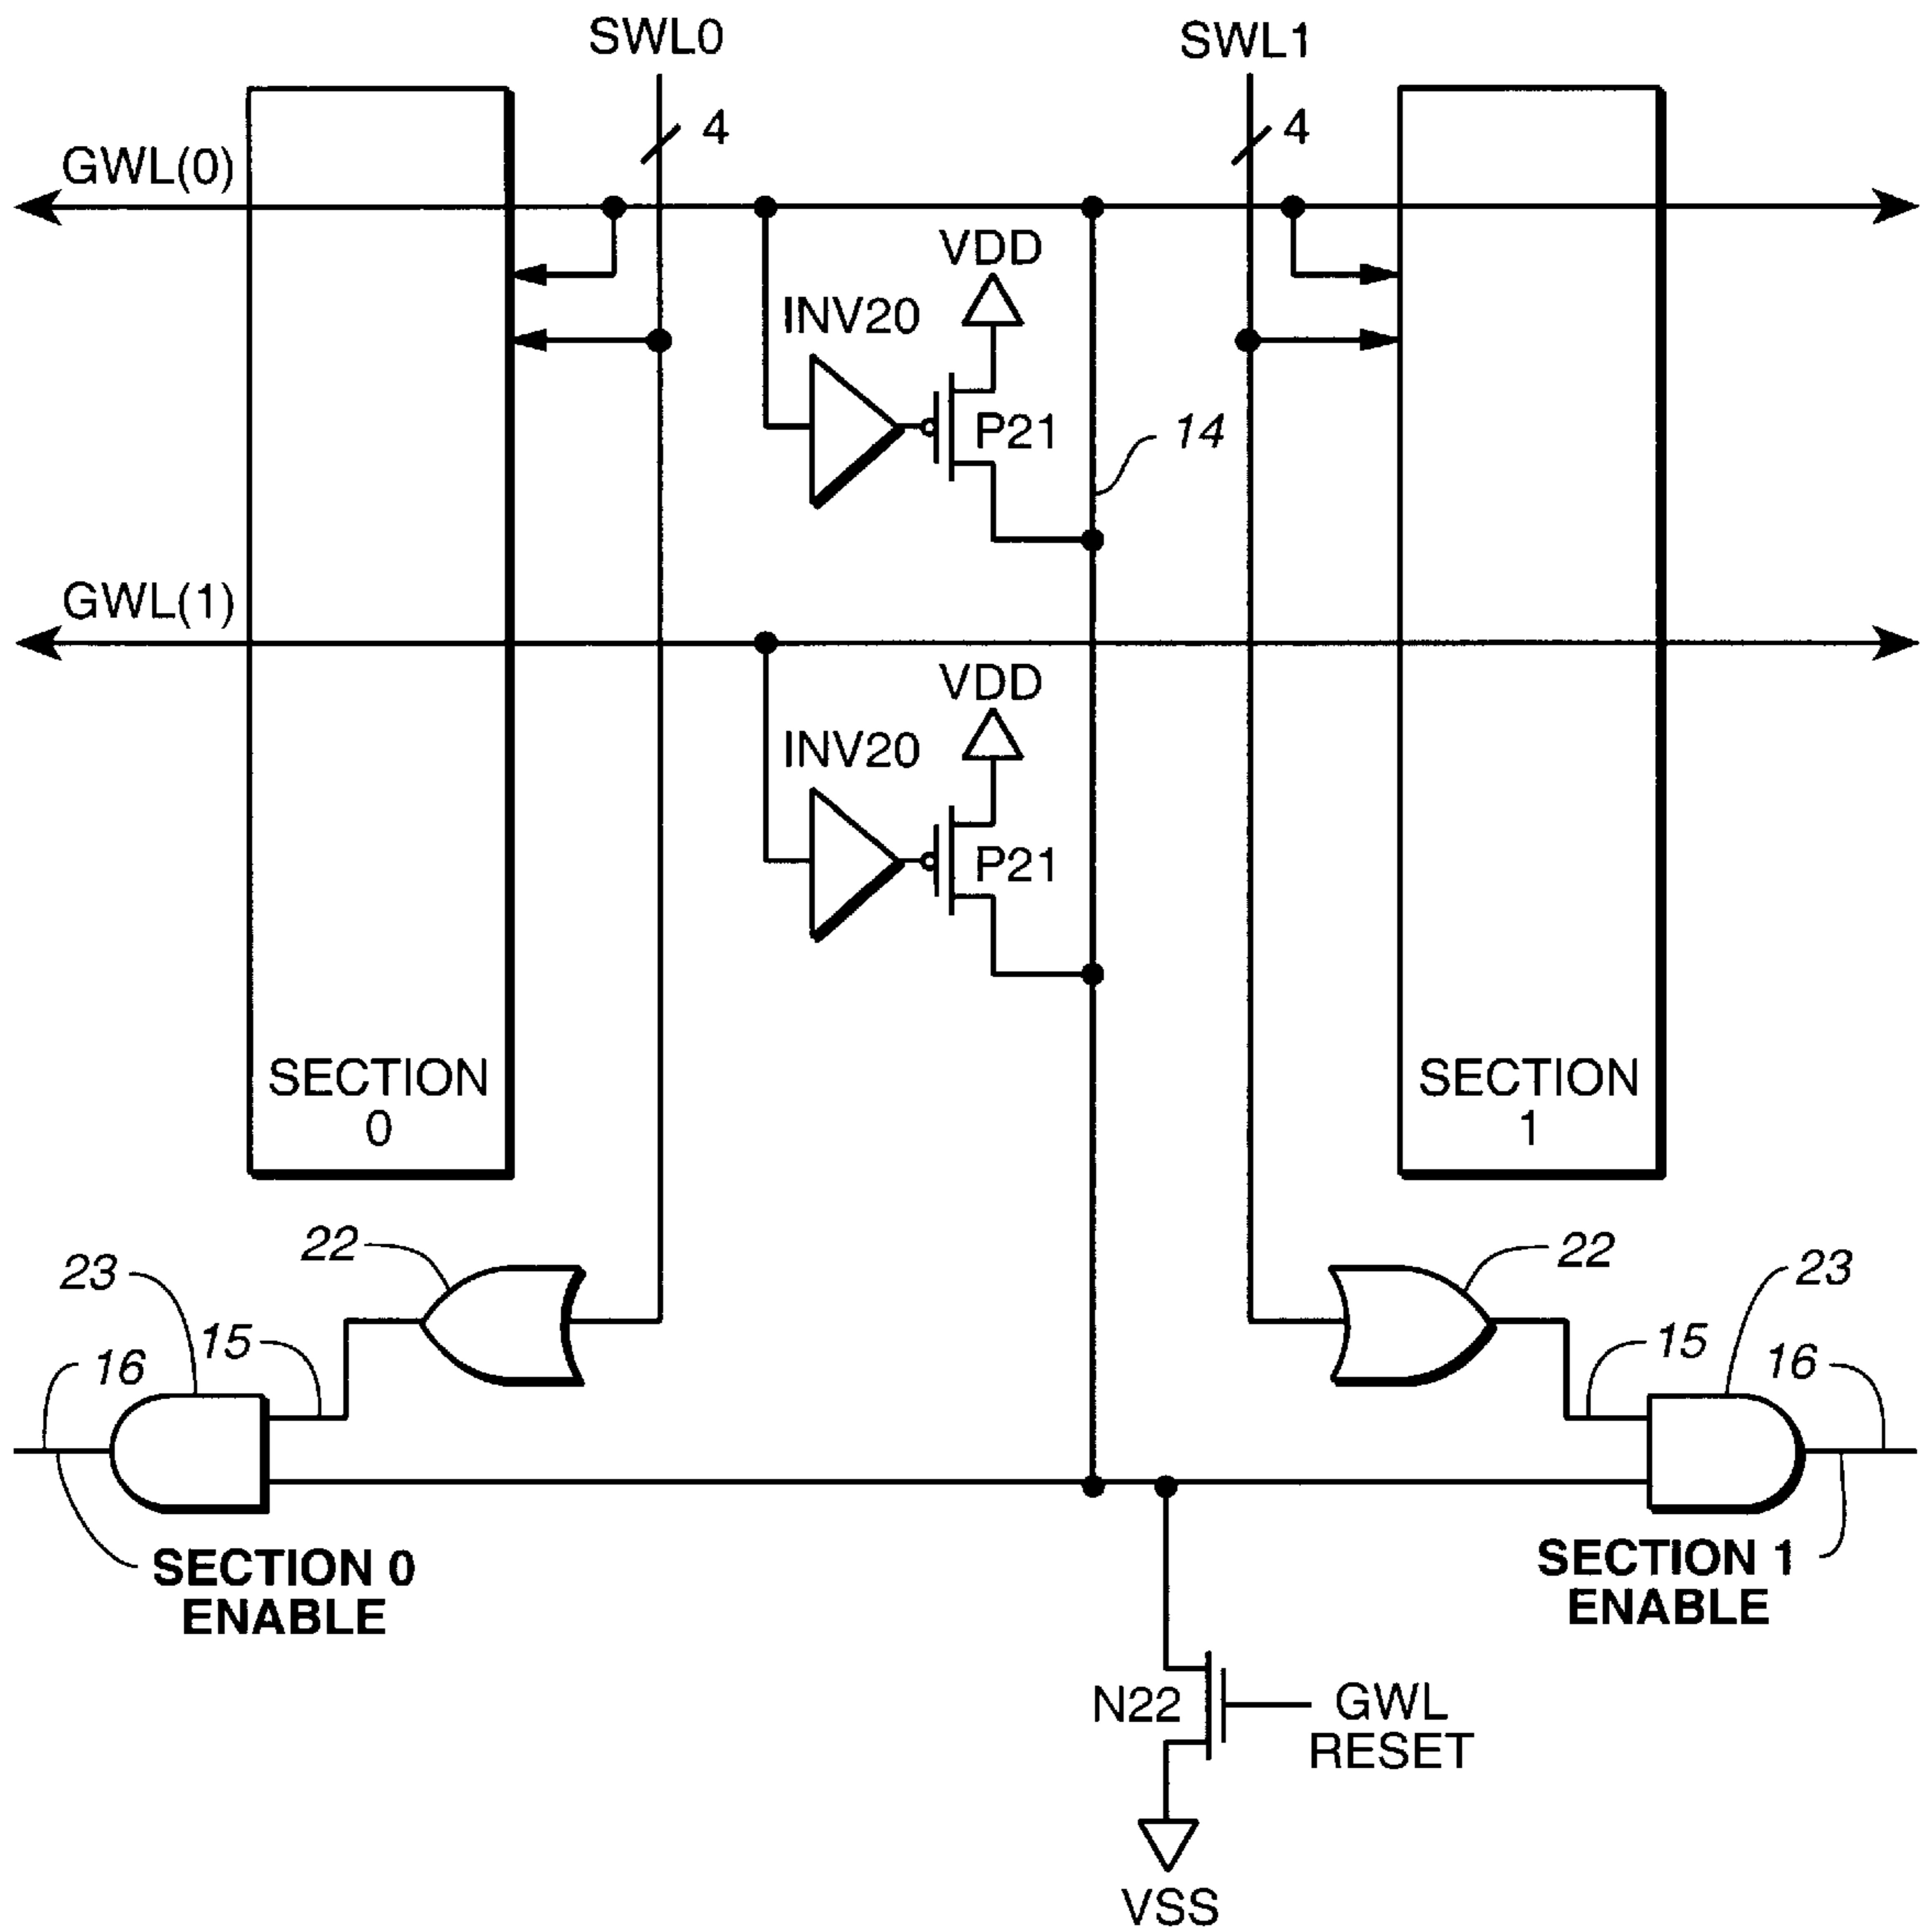 SWL0
SWL1
4
4
GWL(0)
VDD
INV20
P21
14
GWL(1)
VDD
INV20
P21
SECTION
0
SECTION
1
22
22
23
23
15
15
16
16
SECTION 0
ENABLE
SECTION 1
ENABLE
N22
GWL
RESET
VSS